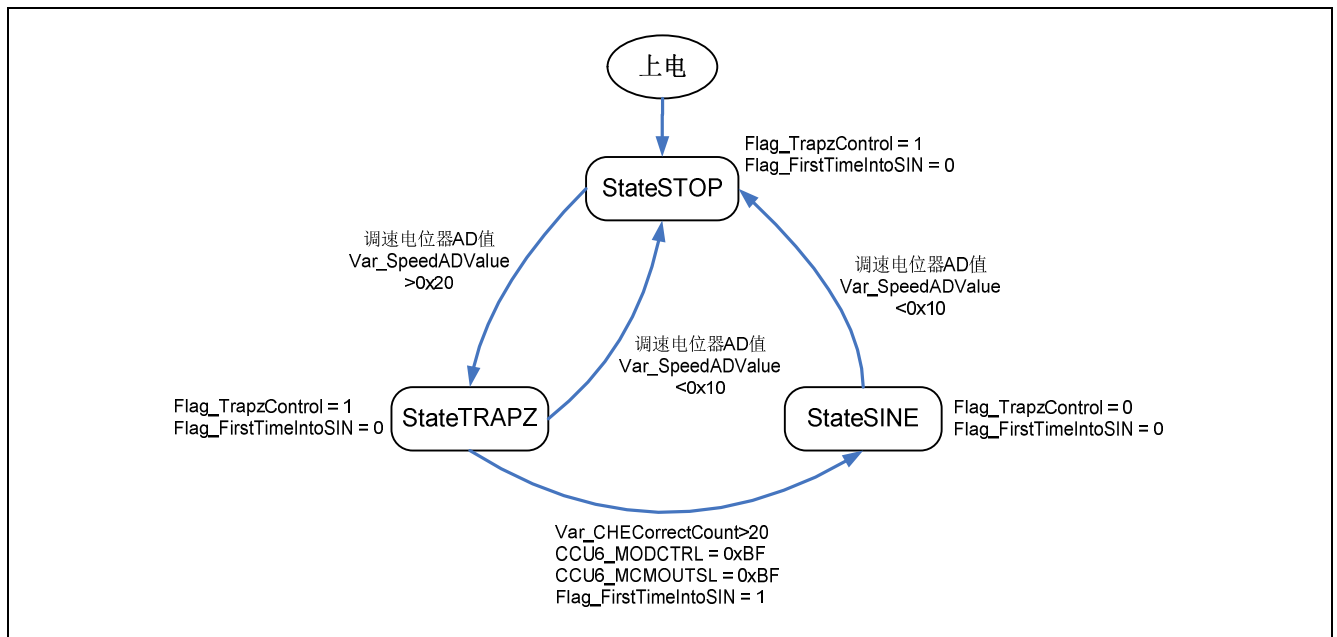 上电
Flag_TrapzControl = 1
Flag_FirstTimeIntoSIN = 0
StateSTOP
调速电位器AD值
Var_SpeedADValue
>0x20
调速电位器AD值
Var_SpeedADValue
<0x10
调速电位器AD值
Var_SpeedADValue
<0x10
Flag_TrapzControl = 1
Flag_FirstTimeIntoSIN = 0
StateTRAPZ
StateSINE
Flag_TrapzControl = 0
Flag_FirstTimeIntoSIN = 0
Var_CHECorrectCount>20
CCU6_MODCTRL = 0xBF
CCU6_MCMOUTSL = 0xBF
Flag_FirstTimeIntoSIN = 1